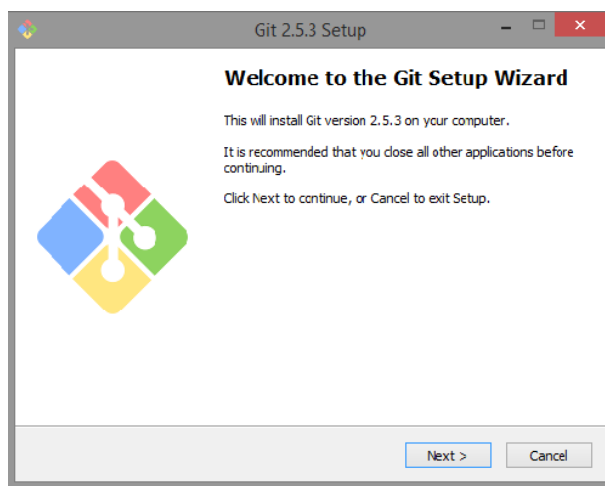 Git 2.5.3 Setup
Welcome to the Git Setup Wizard
This will install Git version 2.5.3 on your computer.
It is recommended that you close all other applications before
continuing.
Click Next to continue, or Cancel to exit Setup.
Next >
Cancel